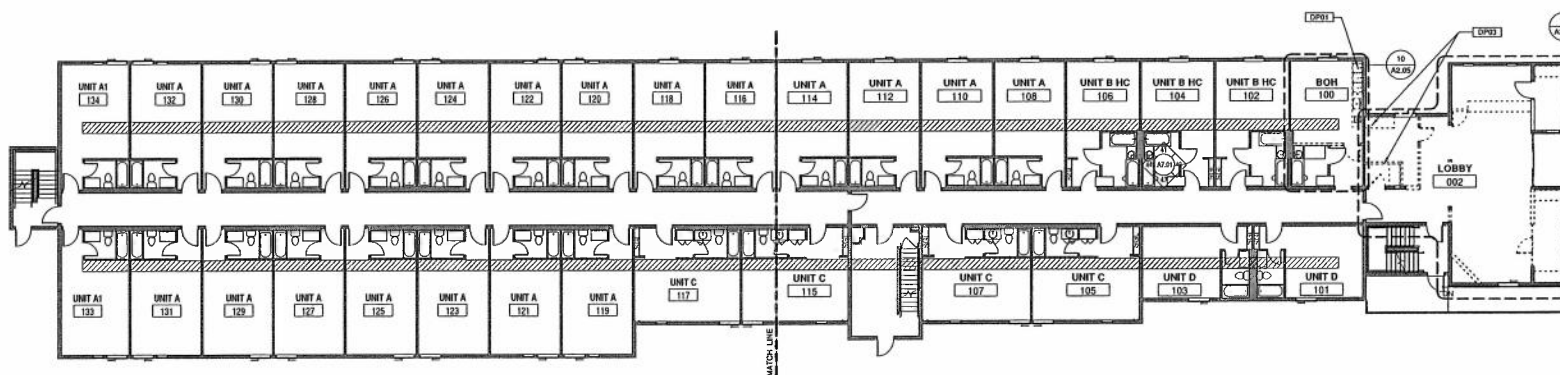 DP01
DP03
10
A2.05
UNIT A1
134
UNIT A
132
UNIT A
130
UNIT A
128
UNIT A
126
UNIT A
124
UNIT A
122
UNIT A
120
UNIT A
118
UNIT A
116
UNIT A
114
UNIT A
112
UNIT A
110
UNIT A
108
UNIT B HC
106
UNIT B HC
104
UNIT B HC
102
BOH
100
A7.01
LOBBY
002
UNIT A1
133
UNIT A
131
UNIT A
129
UNIT A
127
UNIT A
125
UNIT A
123
UNIT A
121
UNIT A
119
UNIT C
117
UNIT C
115
UNIT C
107
UNIT C
105
UNIT D
103
UNIT D
101
MATCH LINE